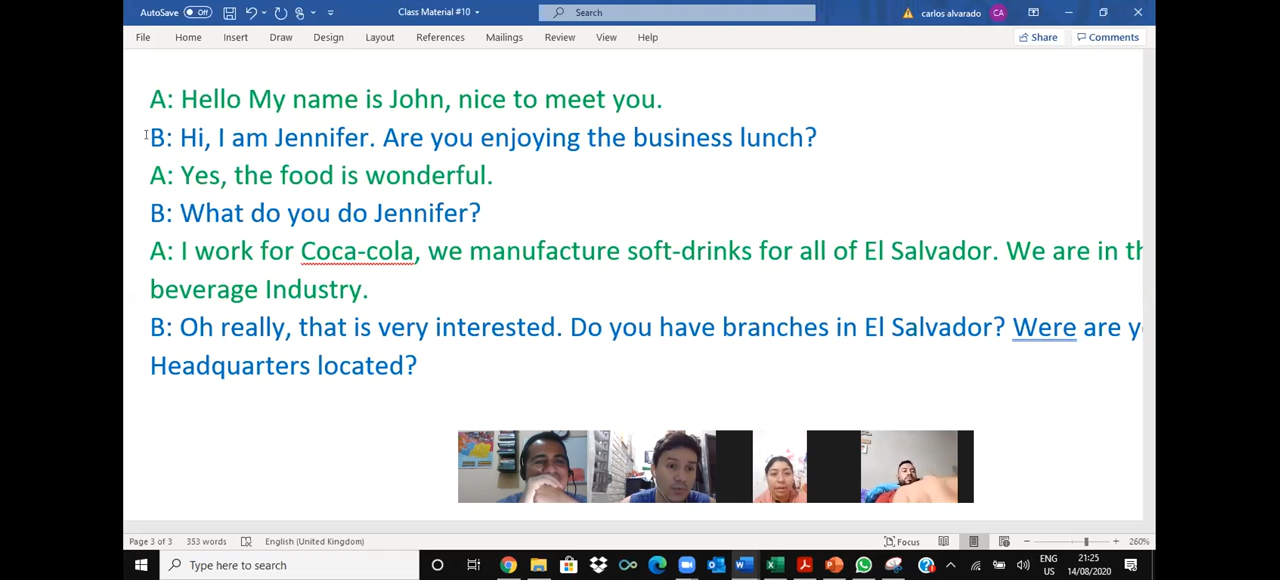 AutoSave Off Class Material #10 Search carlos alvarado CA
File Home Insert Draw Design Layout References Mailings Review View Help Share Comments
A: Hello My name is John, nice to meet you.
B: Hi, I am Jennifer. Are you enjoying the business lunch?
A: Yes, the food is wonderful.
B: What do you do Jennifer?
A: I work for Coca-cola, we manufacture soft-drinks for all of El Salvador. We are in th
beverage Industry.
B: Oh really, that is very interested. Do you have branches in El Salvador? Were are y
Headquarters located?
Page 3 of 3 353 words English (United Kingdom) Focus 260%
Type here to search ENG 21:25
US 14/08/2020